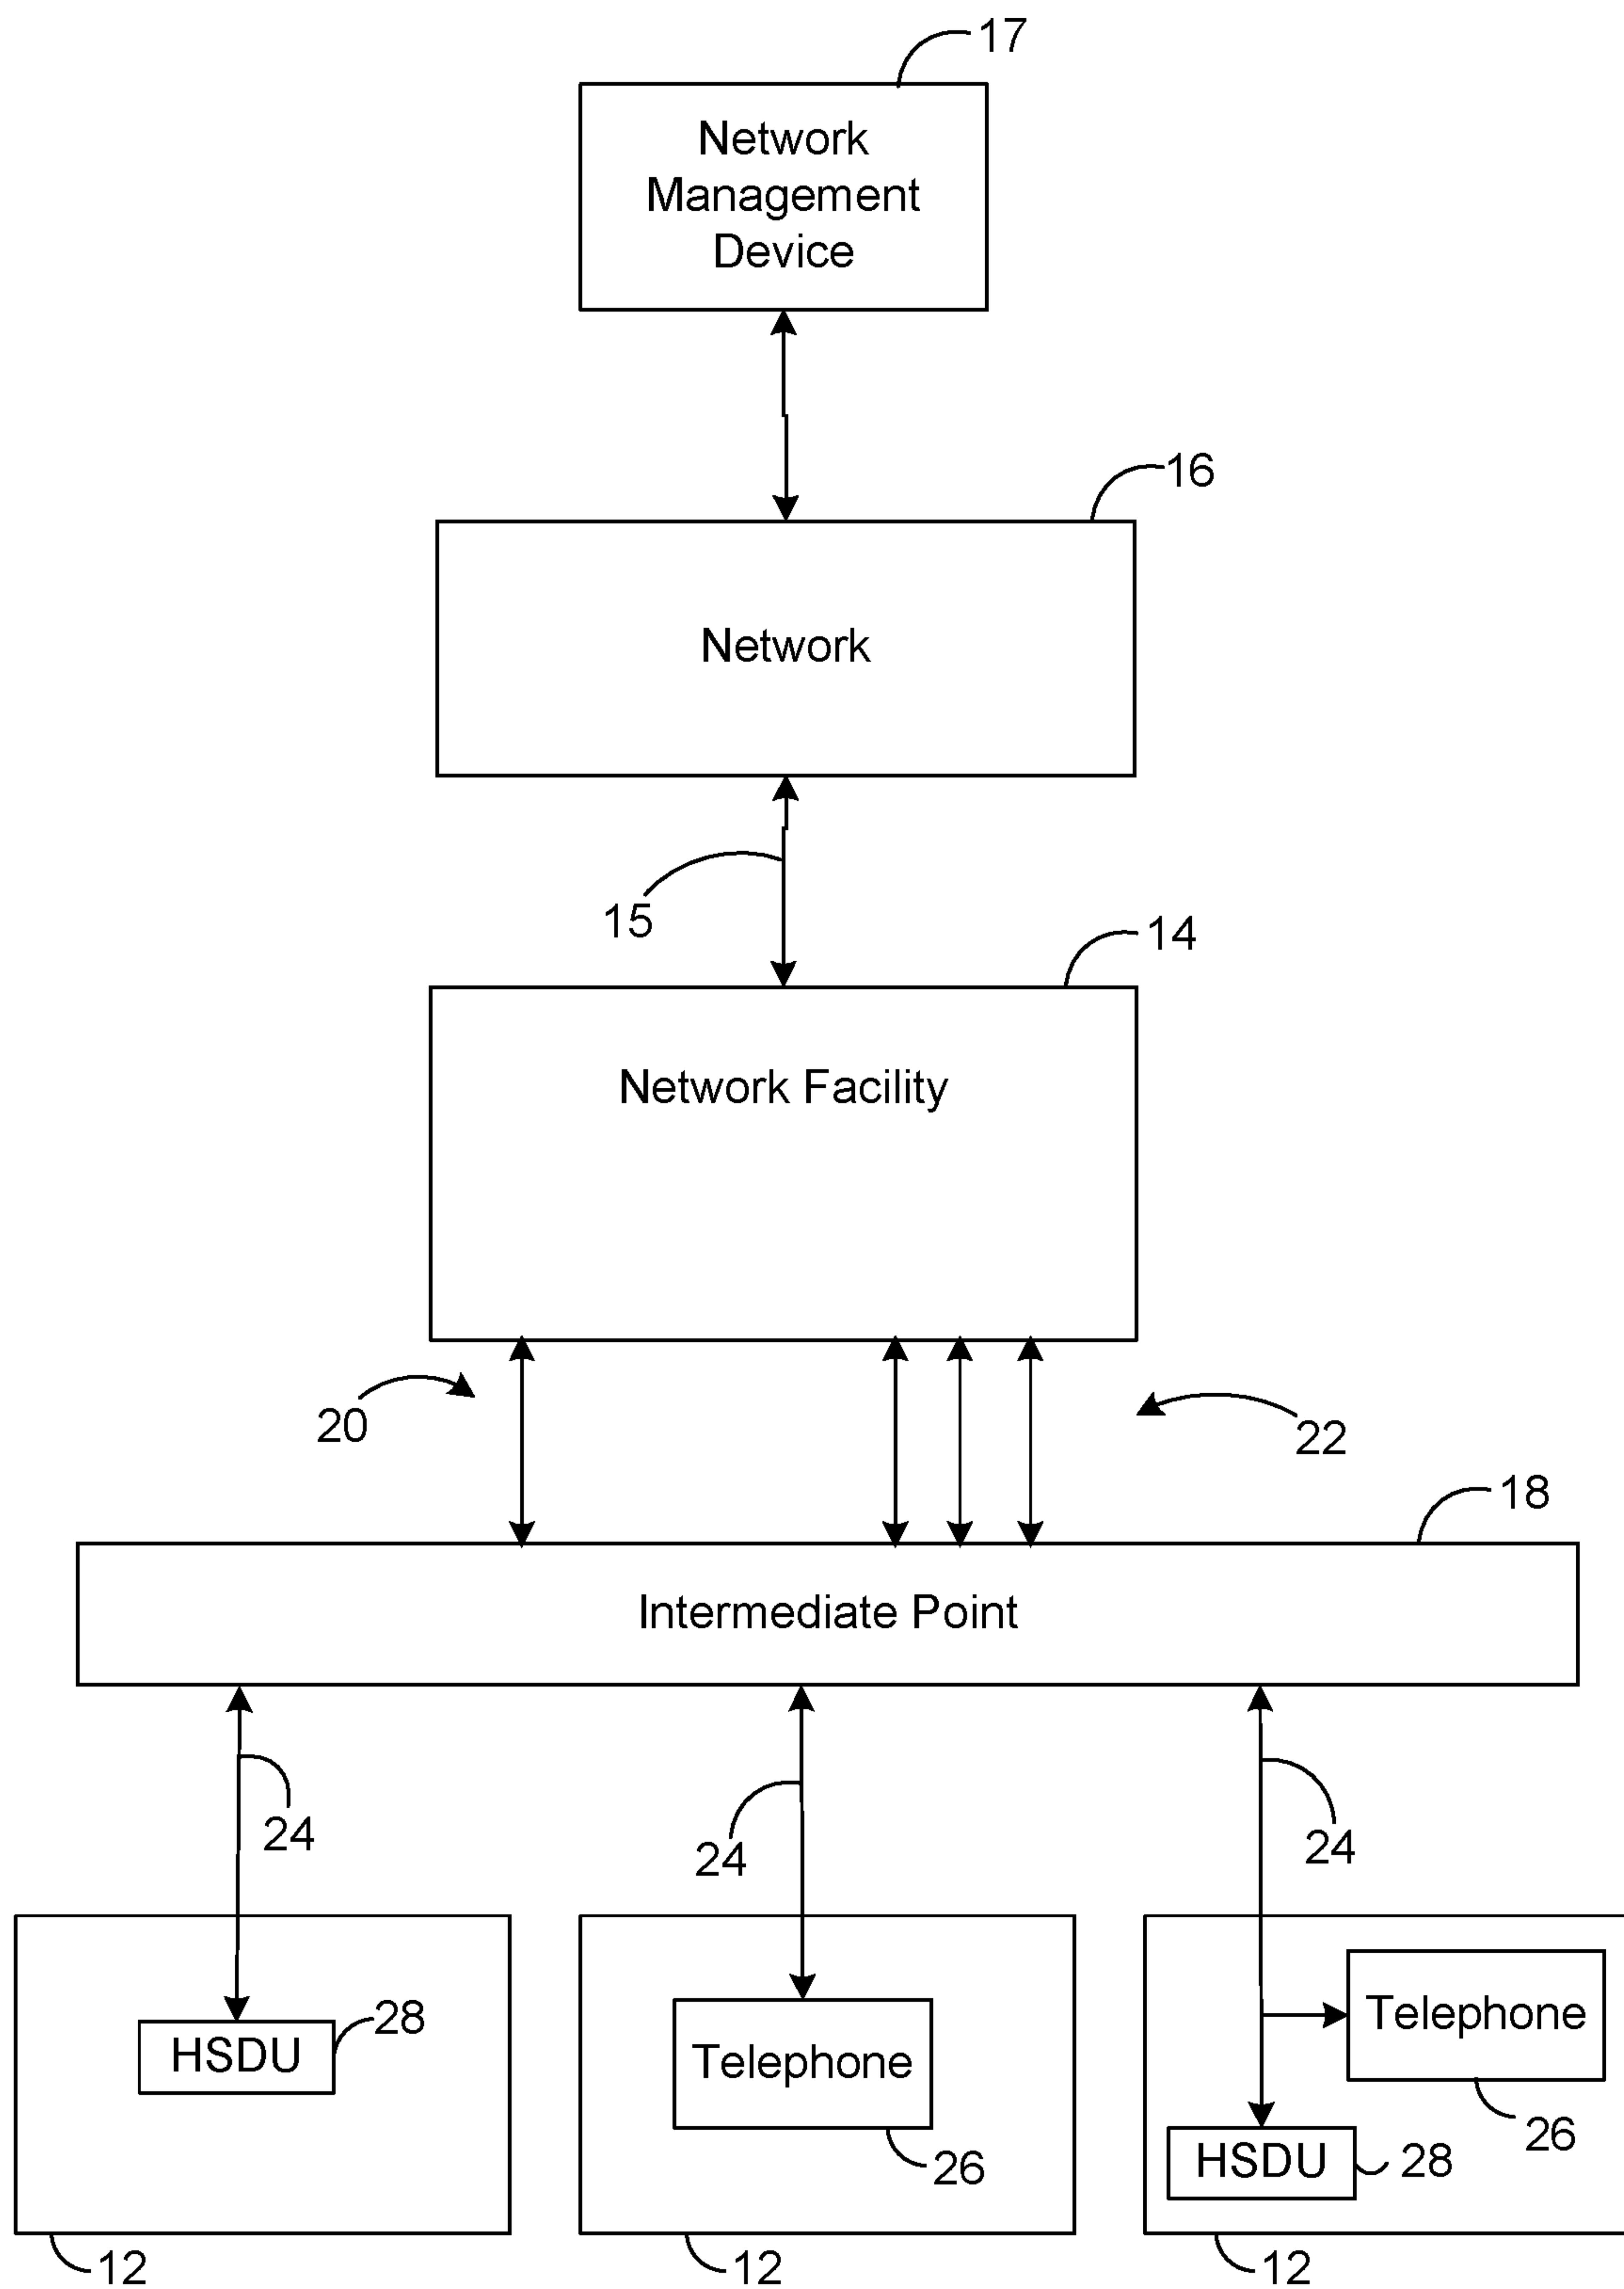 17
Network
Management
Device
16
Network
15
14
Network Facility
20
22
18
Intermediate Point
24
24
24
28
HSDU
Telephone
26
Telephone
26
HSDU
28
12
12
12